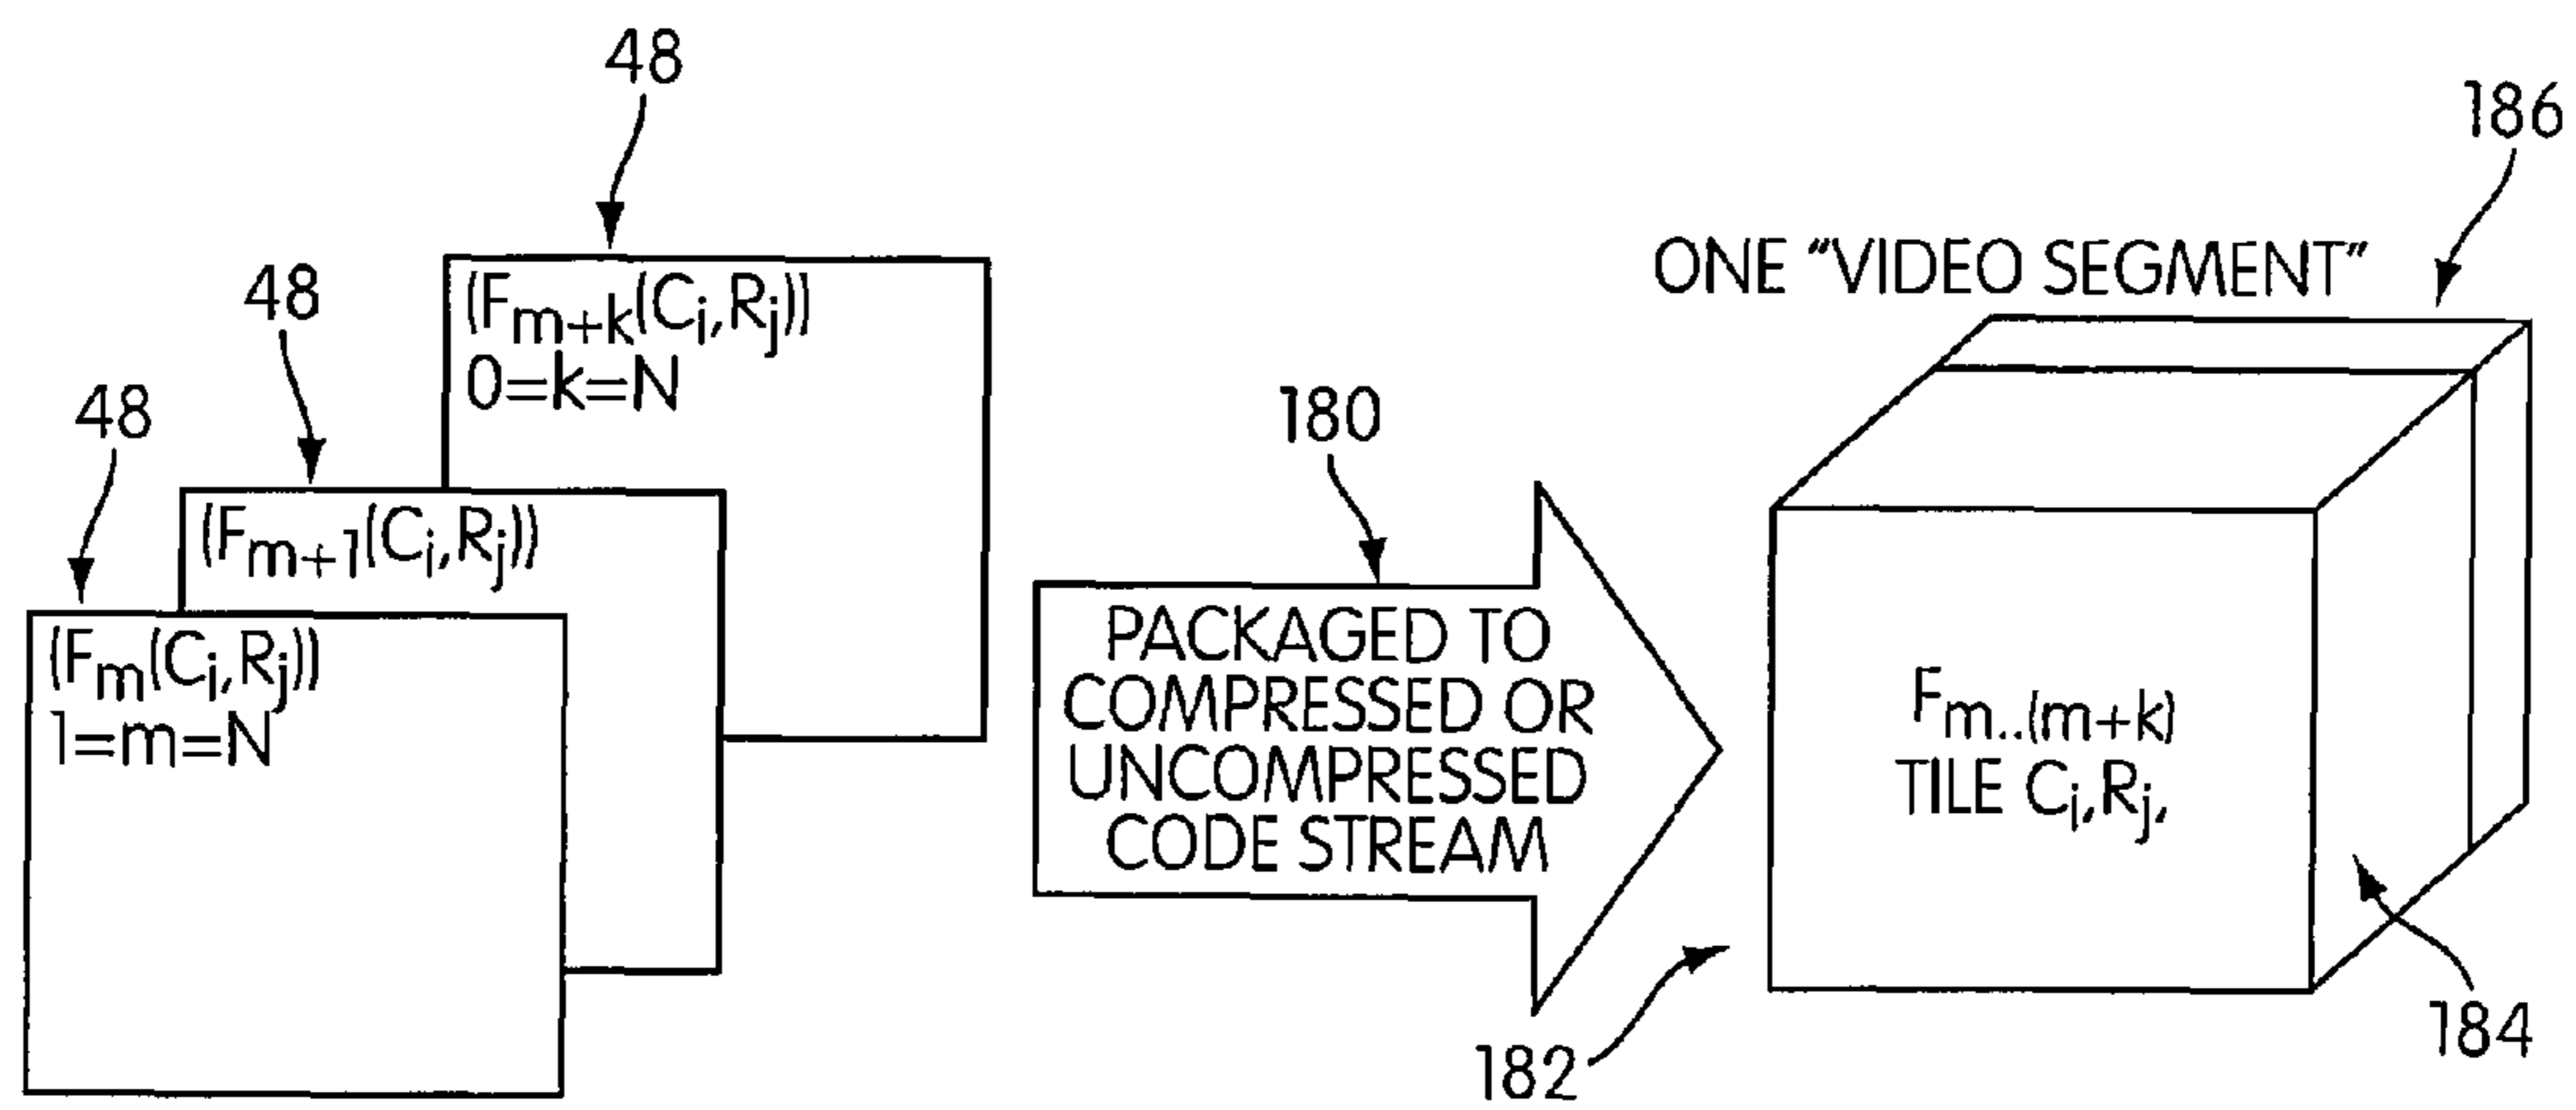 48
48
48
(Fm+k(Ci,Rj))
0=k=N
(Fm+1(Ci,Rj))
(Fm(Ci,Rj))
1=m=N
180
PACKAGED TO
COMPRESSED OR
UNCOMPRESSED
CODE STREAM
182
186
ONE "VIDEO SEGMENT"
Fm..(m+k)
TILE Ci,Rj,
184